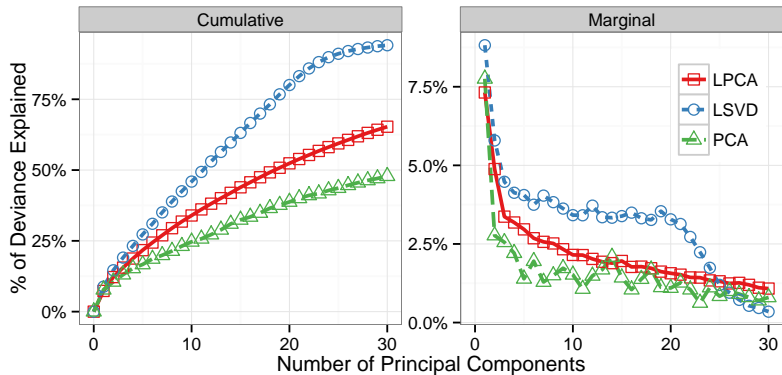 Cumulative
Marginal
% of Deviance Explained
75%
50%
25%
0%
7.5%
5.0%
2.5%
0.0%
LPCA
LSVD
PCA
0 10 20 30
0 10 20 30
Number of Principal Components